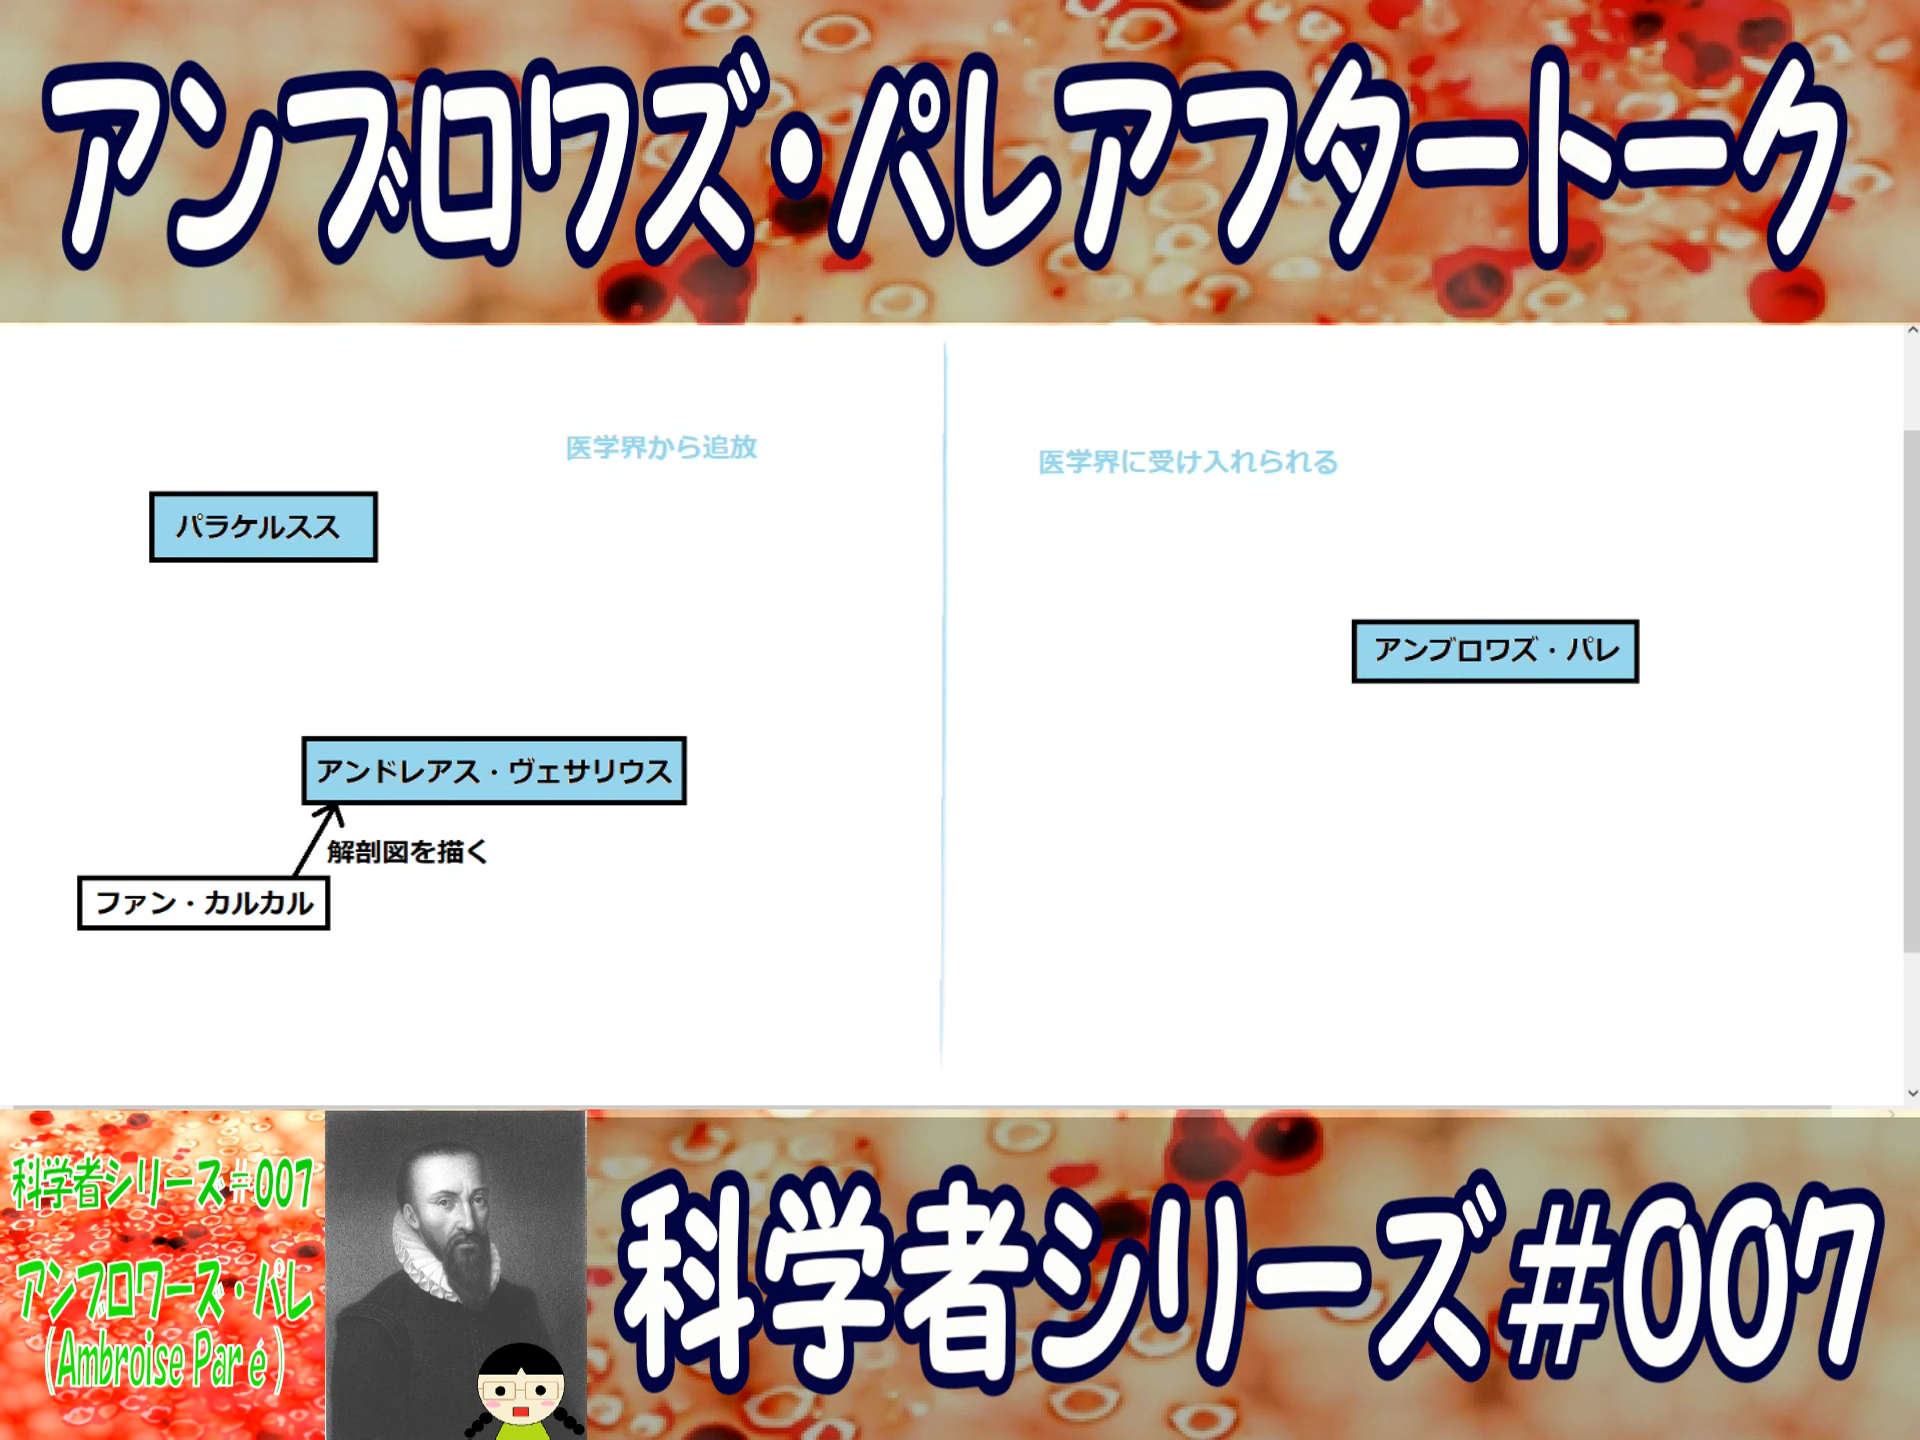 アンブロワズ・パレアフタートーク
医学界から追放
医学界に受け入れられる
パラケルスス
アンブロワズ・パレ
アンドレアス・ヴェサリウス
解剖図を描く
ファン・カルカル
科学者シリーズ#007
アンブロワーズ・パレ
(Ambroise Paré)
科学者シリーズ#007